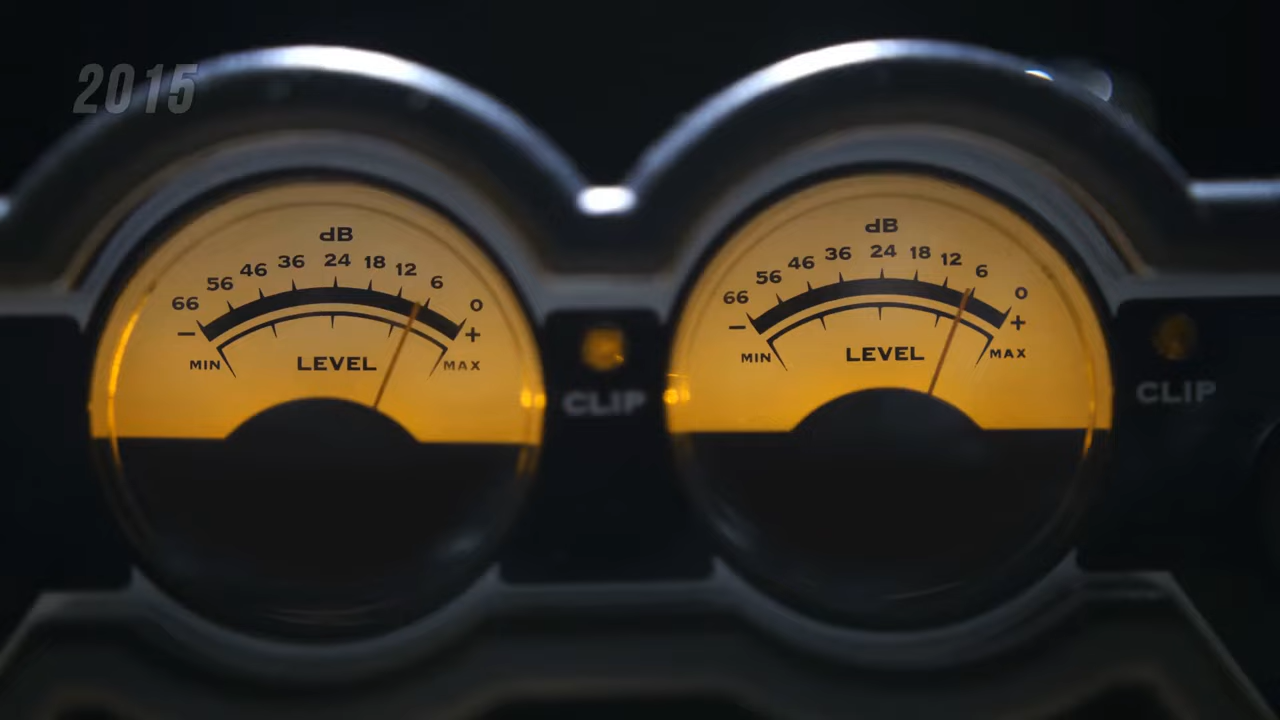 2015
dB
66 56 46 36 24 18 12 6 0
− +
MIN LEVEL MAX
CLIP
dB
66 56 46 36 24 18 12 6 0
− +
MIN LEVEL MAX
CLIP